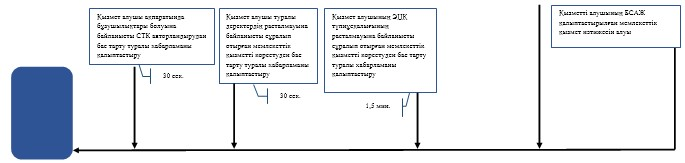 Қызмет алушы ақпаратында
бұзушылықтары болуына
байланысты СТК авторландырудан
бас тарту туралы хабарламаны
қалыптастыру
30 сек.
Қызмет алушы туралы
деректердің расталмауына
байланысты сұралып
отырған мемлекеттік
қызметті көрсетуден бас
тарту туралы хабарламаны
қалыптастыру
30 сек.
Қызмет алушының ЭЦҚ
түпнұсқалығының
расталмауына байланысты
сұралып отырған мемлекеттік
қызметті көрсетуден бас тарту
туралы хабарламаны
қалыптастыру
1,5 мин.
Қызметті алушының БСАЖ
қалыптастырылған мемлекеттік
қызмет нәтижесін алуы